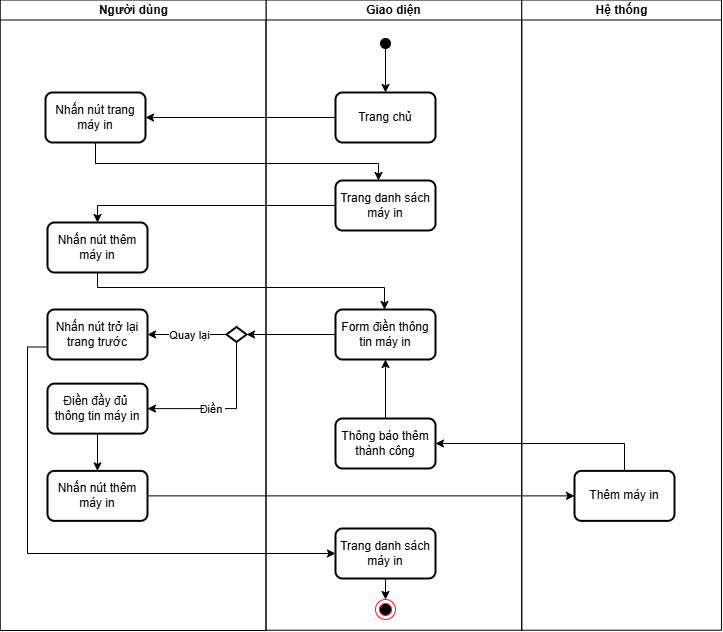 Người dùng
Giao diện
Hệ thống
Nhấn nút trang
máy in
Trang chủ
Trang danh sách
máy in
Nhấn nút thêm
máy in
Nhấn nút trở lại
trang trước
Quay lại
Form điền thông
tin máy in
Điền đầy đủ
thông tin máy in
Điền
Thông báo thêm
thành công
Nhấn nút thêm
máy in
Thêm máy in
Trang danh sách
máy in